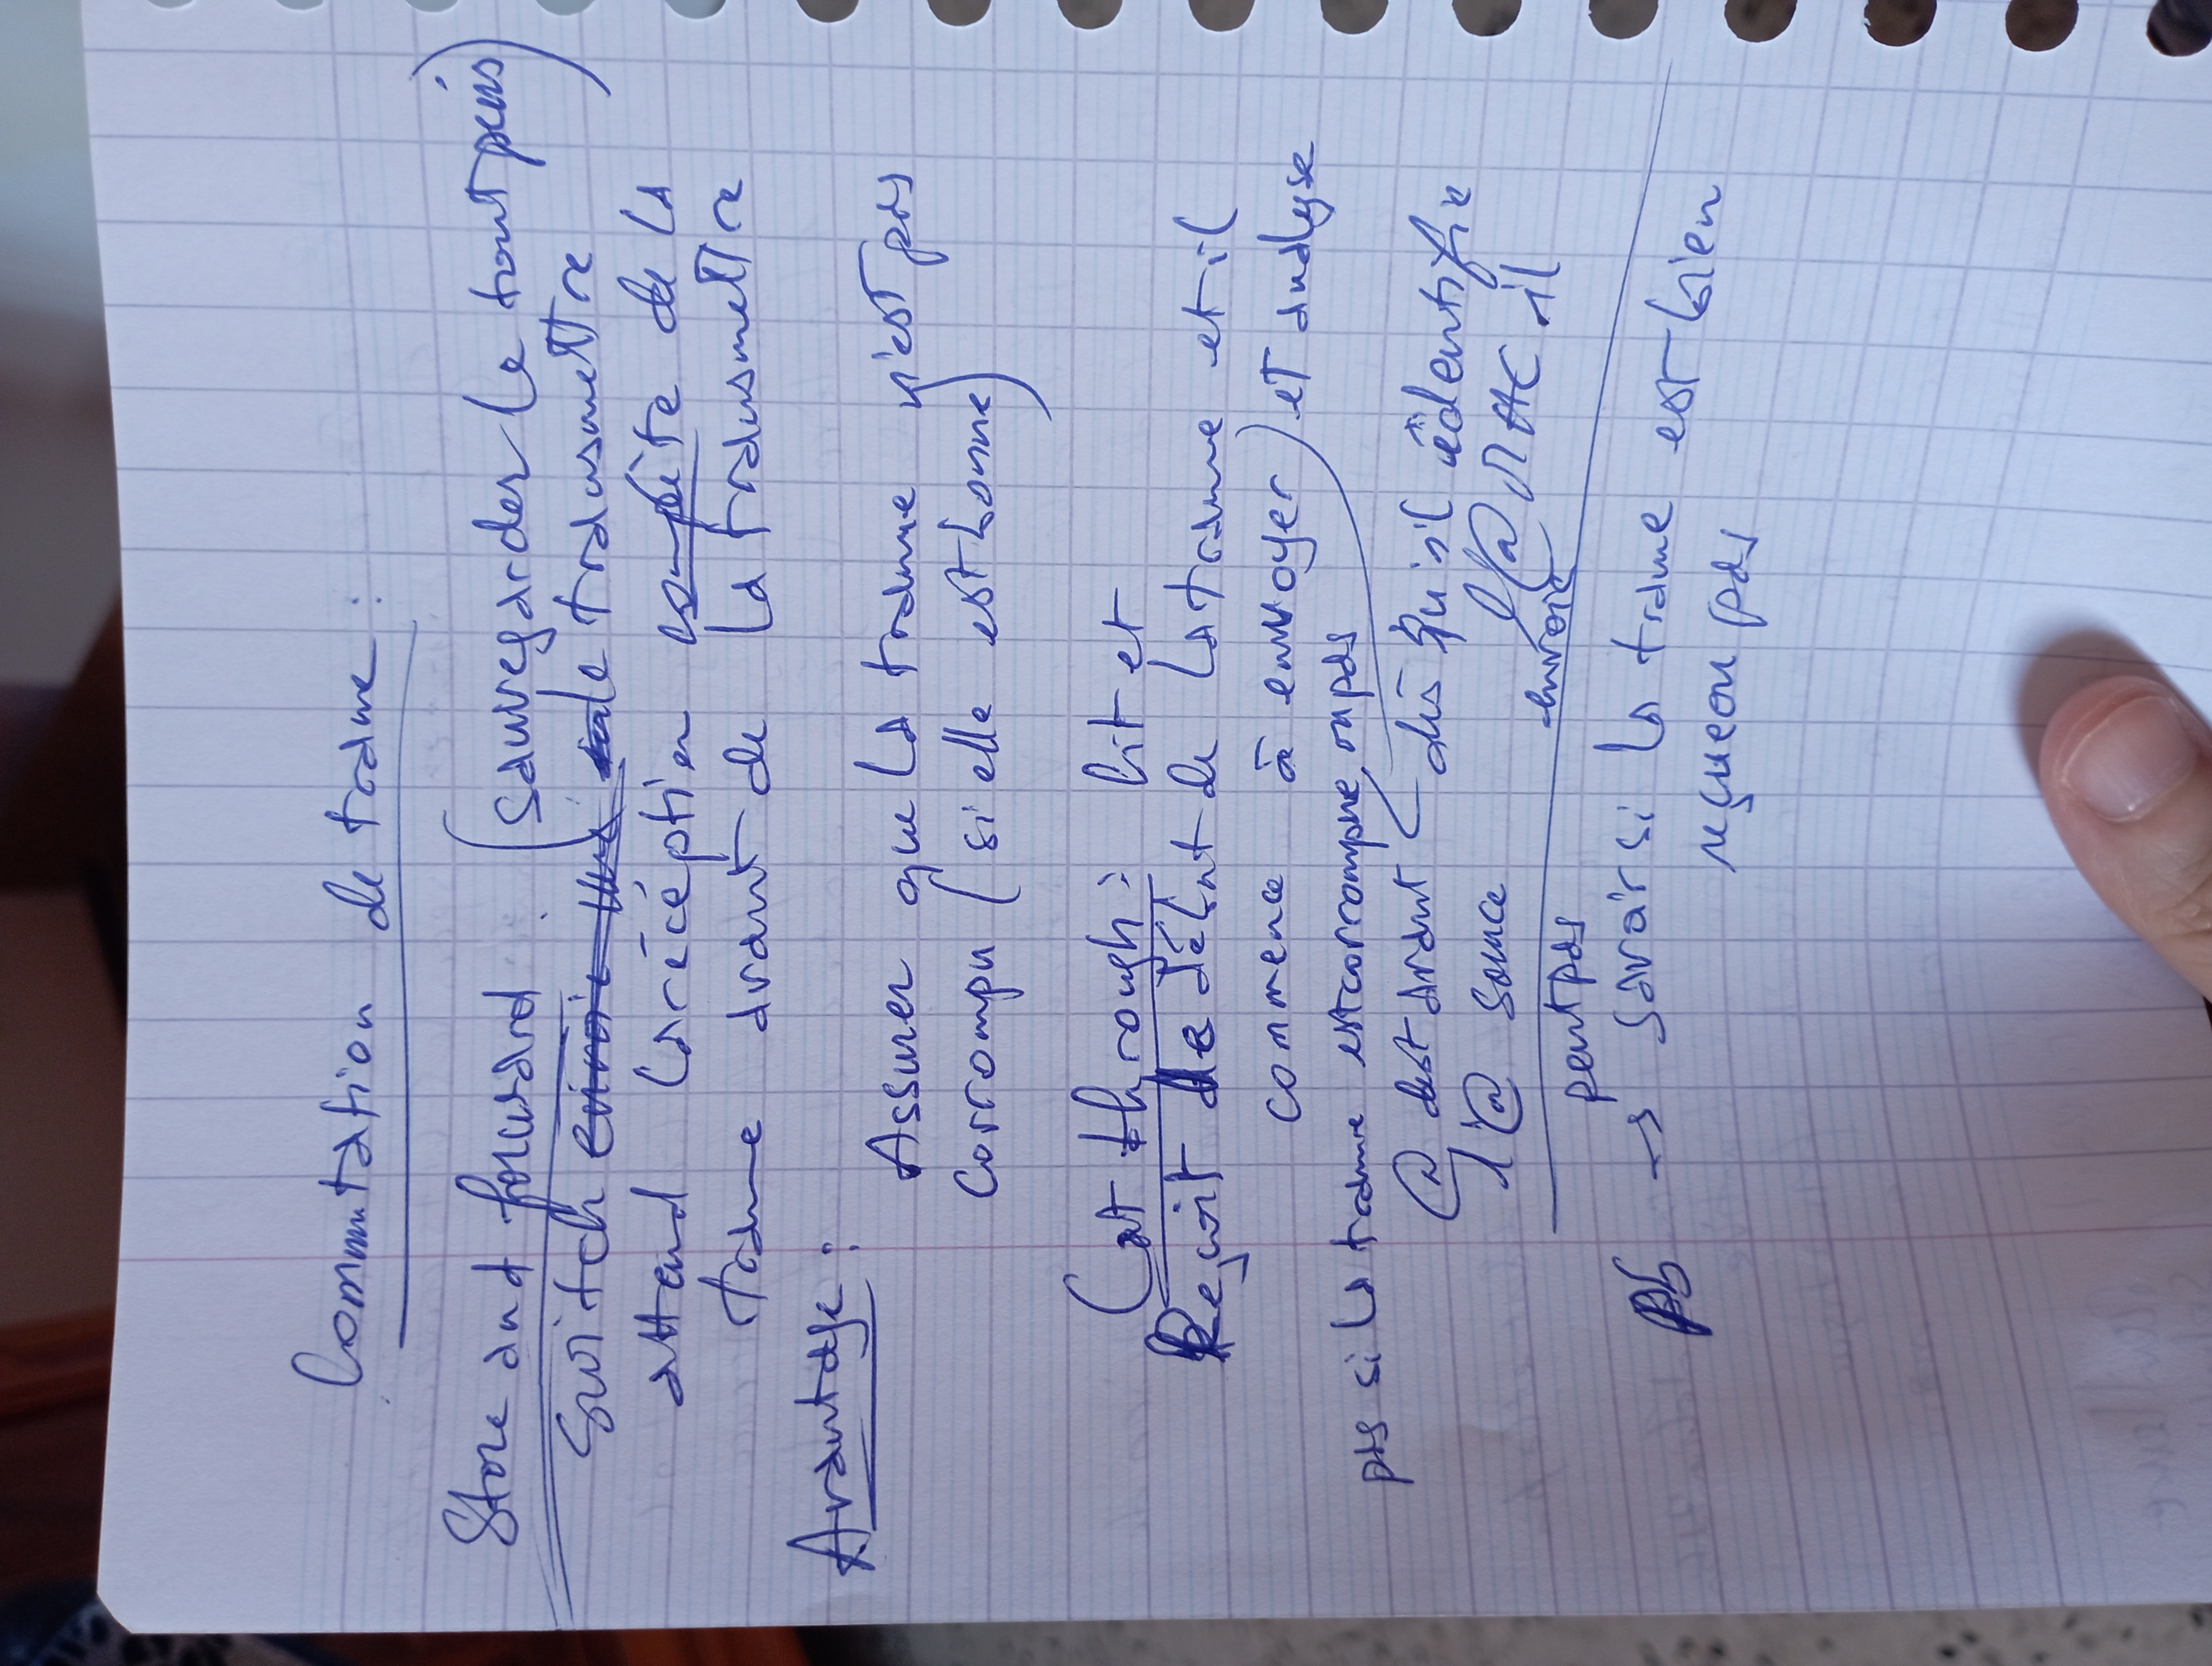 Commutation de trame :
Store and forward : (sauvegarder le tout puis
switch le transmettre)
attend la récéption complète de la
trame avant de la transmettre
Avantage :
Assurer que la trame n'est pas
corrompu (si elle est bonne)
Cut through : lit et
Reçoit le début de la trame et il
commence à envoyer) et analyse
pas si la trame est corrompue ou pas
@ dest avant dès qu'il identifie
l'@ source l'@ MAC il
envoie
peut pas
pb → savoir si la trame est bien
reçue ou pas